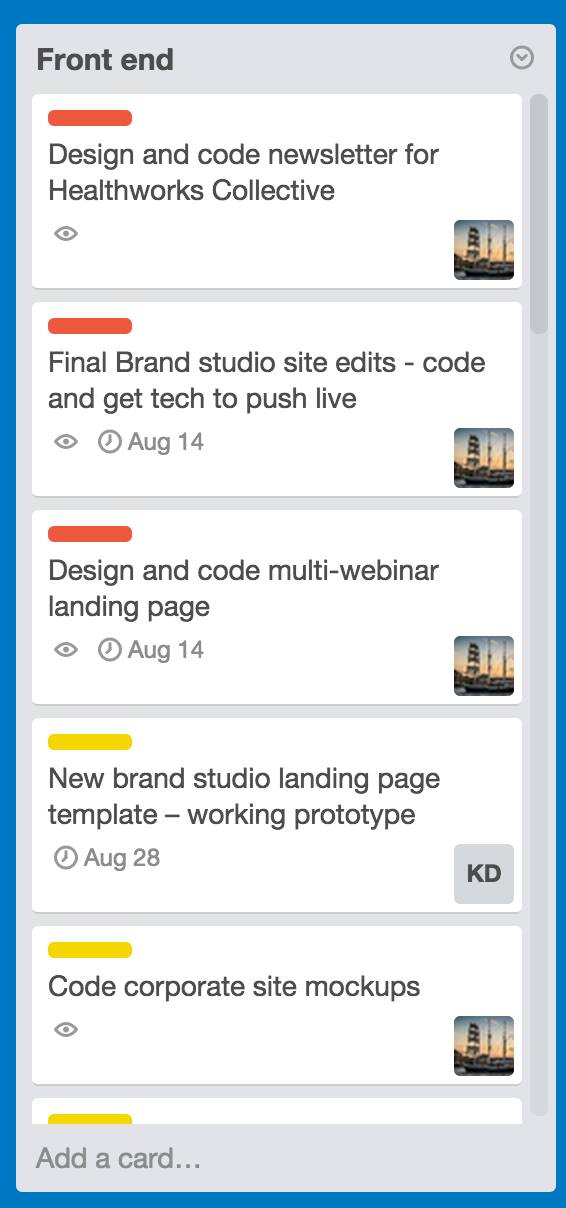 Front end
Design and code newsletter for
Healthworks Collective
Final Brand studio site edits - code
and get tech to push live
Aug 14
Design and code multi-webinar
landing page
Aug 14
New brand studio landing page
template – working prototype
Aug 28
KD
Code corporate site mockups
Add a card…